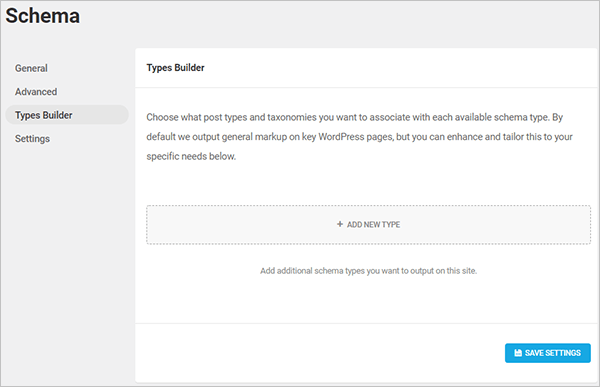 Schema
General
Advanced
Types Builder
Settings
Types Builder
Choose what post types and taxonomies you want to associate with each available schema type. By
default we output general markup on key WordPress pages, but you can enhance and tailor this to your
specific needs below.
+ ADD NEW TYPE
Add additional schema types you want to output on this site.
SAVE SETTINGS